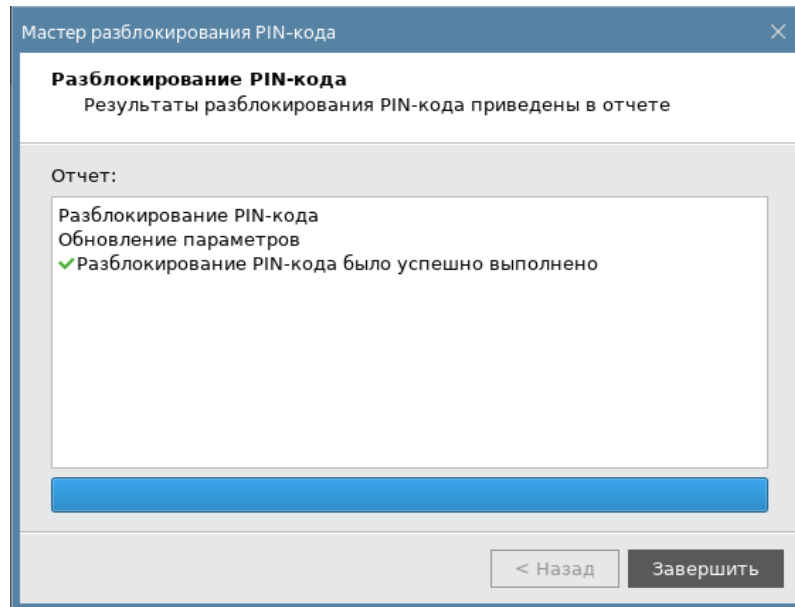 Мастер разблокирования PIN-кода
Разблокирование PIN-кода
Результаты разблокирования PIN-кода приведены в отчете
Отчет:
Разблокирование PIN-кода
Обновление параметров
Разблокирование PIN-кода было успешно выполнено
< Назад
Завершить